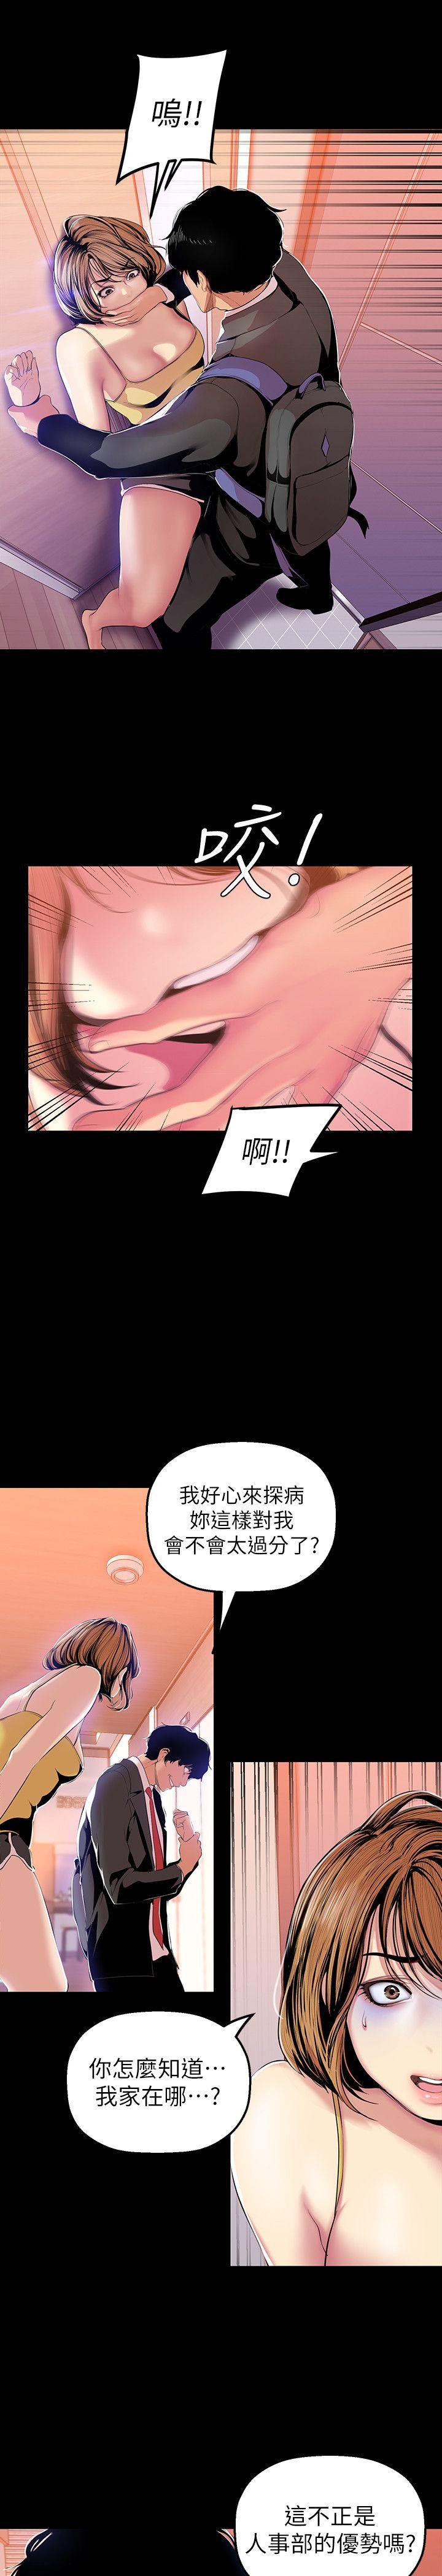 嗚!!
咬!
啊!!
我好心來探病
妳這樣對我
會不會太過分了?
你怎麼知道…
我家在哪…?
這不正是
人事部的優勢嗎?